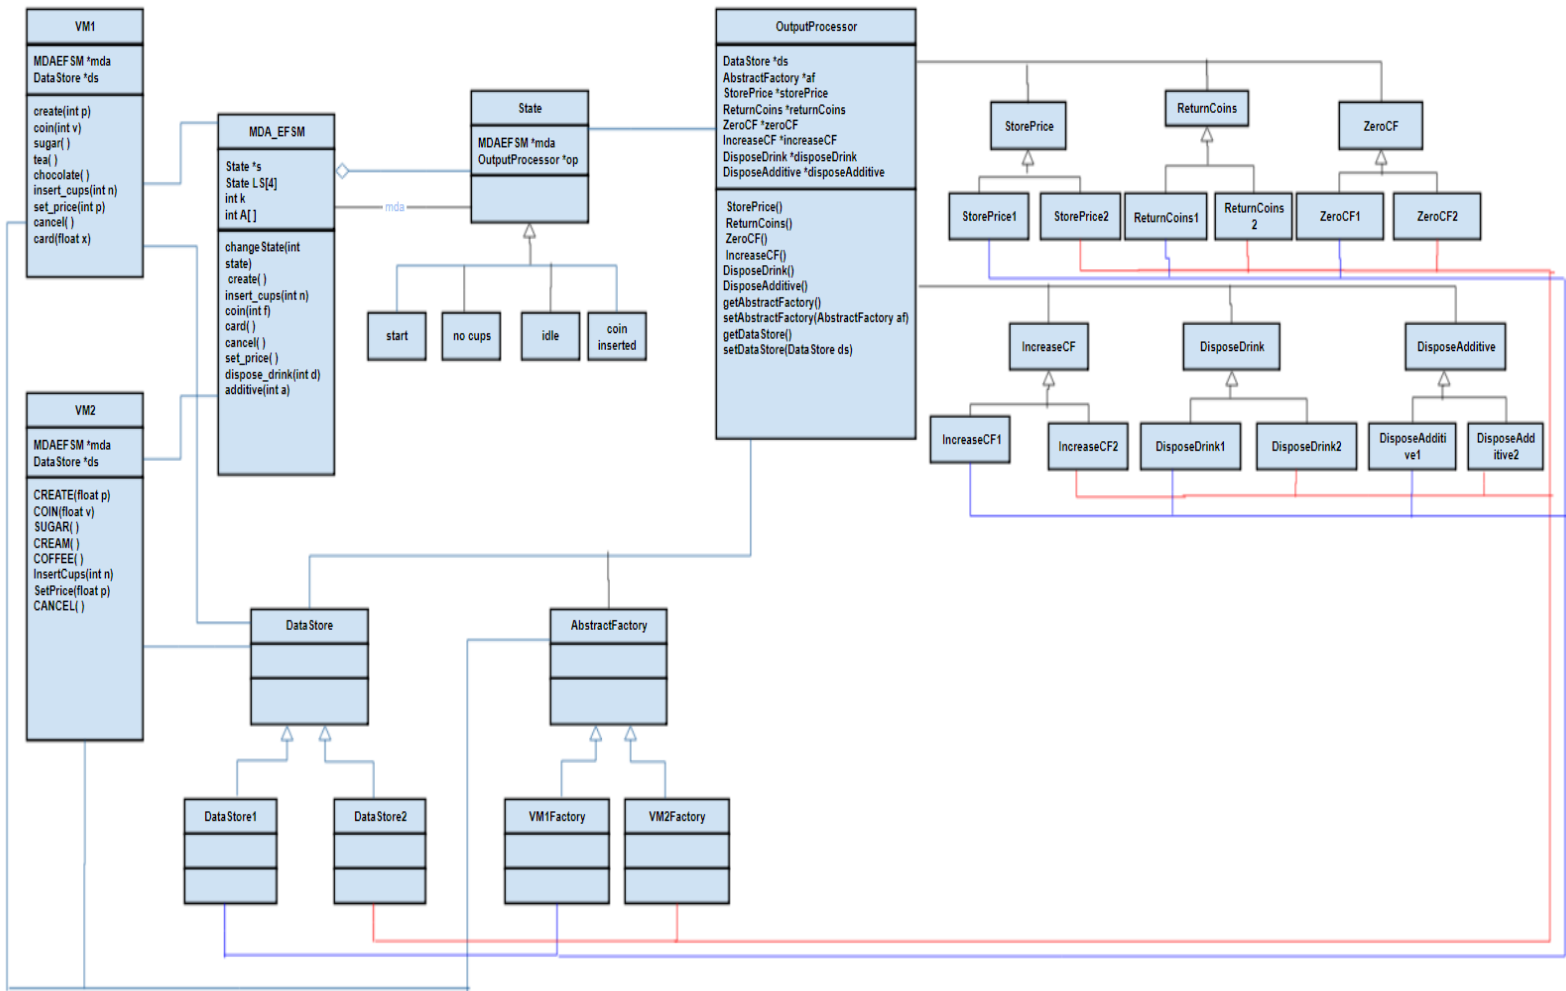 VM1
MDAEFSM *mda
DataStore *ds
create(int p)
coin(int v)
sugar( )
tea( )
chocolate( )
insert_cups(int n)
set_price(int p)
cancel( )
card(float x)
MDA_EFSM
State *s
State LS[4]
int k
int A[ ]
changeState(int
state)
create( )
insert_cups(int n)
coin(int f)
card( )
cancel( )
set_price( )
dispose_drink(int d)
additive(int a)
State
MDAEFSM *mda
OutputProcessor *op
mda
start
no cups
idle
coin
inserted
OutputProcessor
DataStore *ds
AbstractFactory *af
StorePrice *storePrice
ReturnCoins *returnCoins
ZeroCF *zeroCF
IncreaseCF *increaseCF
DisposeDrink *disposeDrink
DisposeAdditive *disposeAdditive
StorePrice()
ReturnCoins()
ZeroCF()
IncreaseCF()
DisposeDrink()
DisposeAdditive()
getAbstractFactory()
setAbstractFactory(AbstractFactory af)
getDataStore()
setDataStore(DataStore ds)
StorePrice
ReturnCoins
ZeroCF
StorePrice1
StorePrice2
ReturnCoins1
ReturnCoins
2
ZeroCF1
ZeroCF2
IncreaseCF
DisposeDrink
DisposeAdditive
IncreaseCF1
IncreaseCF2
DisposeDrink1
DisposeDrink2
DisposeAdditi
ve1
DisposeAdd
itive2
VM2
MDAEFSM *mda
DataStore *ds
CREATE(float p)
COIN(float v)
SUGAR( )
CREAM( )
COFFEE( )
InsertCups(int n)
SetPrice(float p)
CANCEL( )
DataStore
AbstractFactory
DataStore1
DataStore2
VM1Factory
VM2Factory